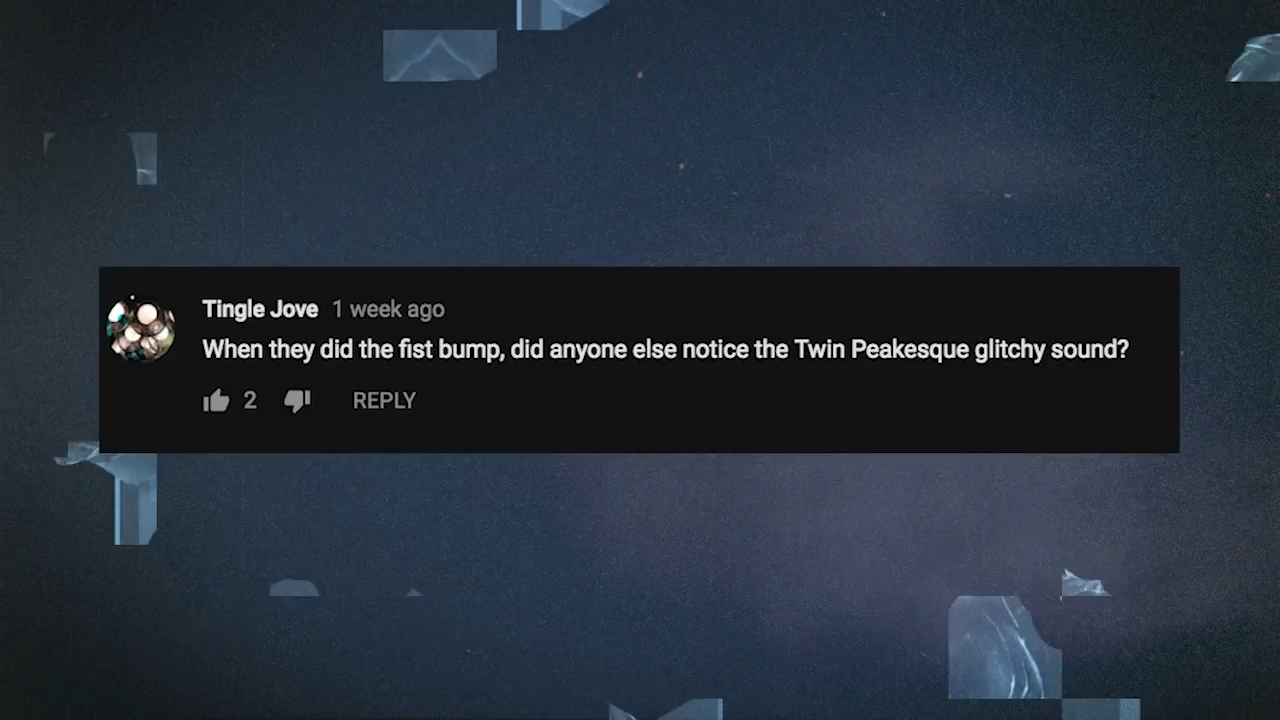 Tingle Jove 1 week ago
When they did the fist bump, did anyone else notice the Twin Peakesque glitchy sound?
2 REPLY